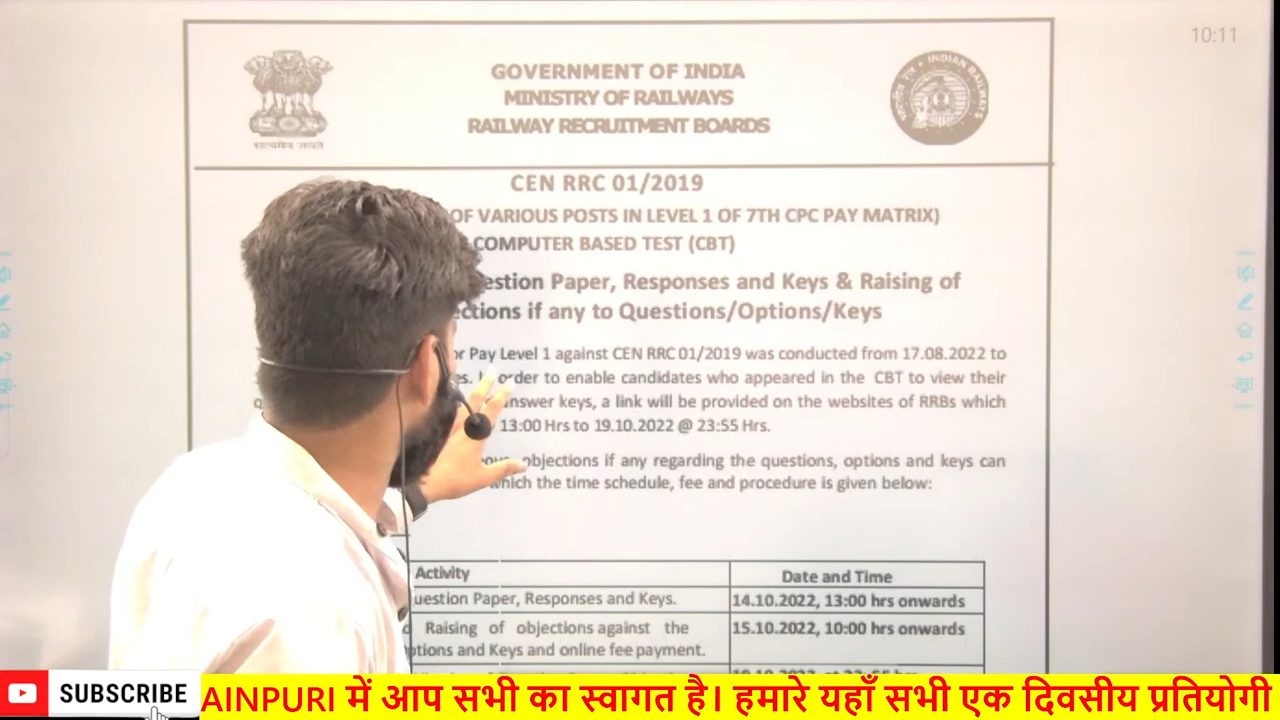 10:11
GOVERNMENT OF INDIA
MINISTRY OF RAILWAYS
RAILWAY RECRUITMENT BOARDS
सत्यमेव जयते
INDIAN RAILWAYS
CEN RRC 01/2019
OF VARIOUS POSTS IN LEVEL 1 OF 7TH CPC PAY MATRIX)
COMPUTER BASED TEST (CBT)
Paper, Responses and Keys & Raising of
if any to Questions/Options/Keys
Pay Level 1 against CEN RRC 01/2019 was conducted from 17.08.2022 to
order to enable candidates who appeared in the CBT to view their
answer keys, a link will be provided on the websites of RRBs which
13:00 Hrs to 19.10.2022 @ 23:55 Hrs.
objections if any regarding the questions, options and keys can
which the time schedule, fee and procedure is given below:
Activity Date and Time
uestion Paper, Responses and Keys. 14.10.2022, 13:00 hrs onwards
Raising of objections against the 15.10.2022, 10:00 hrs onwards
ptions and Keys and online fee payment.
SUBSCRIBE
AINPURI में आप सभी का स्वागत है। हमारे यहाँ सभी एक दिवसीय प्रतियोगी